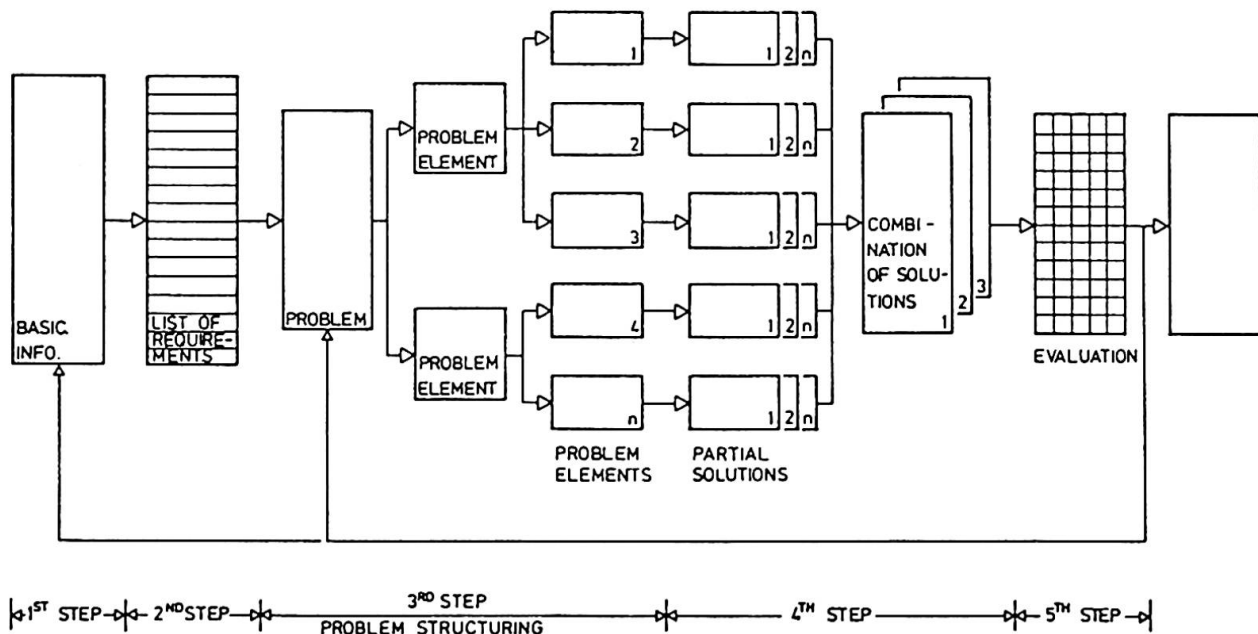 BASIC
INFO.
LIST OF
REQUIRE-
MENTS
PROBLEM
PROBLEM
ELEMENT
PROBLEM
ELEMENT
1
2
3
4
n
PROBLEM
ELEMENTS
1 2 n
1 2 n
1 2 n
1 2 n
1 2 n
PARTIAL
SOLUTIONS
COMBI-
NATION
OF SOLU-
TIONS
1
2
3
EVALUATION
1ST STEP
2ND STEP
3RD STEP
PROBLEM STRUCTURING
4TH STEP
5TH STEP